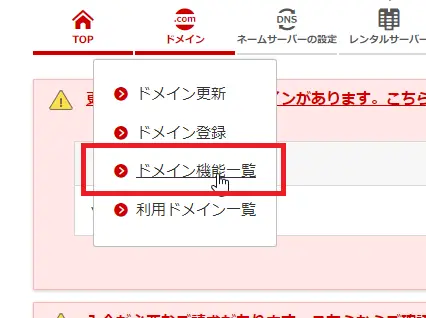 TOP
.com
ドメイン
DNS
ネームサーバーの設定
レンタルサーバー
インがあります。こちら
ドメイン更新
ドメイン登録
ドメイン機能一覧
利用ドメイン一覧